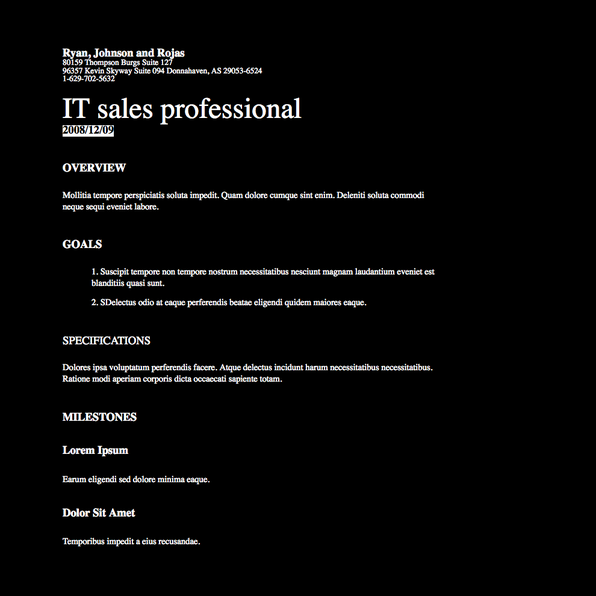 Ryan, Johnson and Rojas
80159 Thompson Burgs Suite 127
96357 Kevin Skyway Suite 094 Donnahaven, AS 29053-6524
1-629-702-5632
IT sales professional
2008/12/09
OVERVIEW
Mollitia tempore perspiciatis soluta impedit. Quam dolore cumque sint enim. Deleniti soluta commodi
neque sequi eveniet labore.
GOALS
1. Suscipit tempore non tempore nostrum necessitatibus nesciunt magnam laudantium eveniet est
blanditiis quasi sunt.
2. SDelectus odio at eaque perferendis beatae eligendi quidem maiores eaque.
SPECIFICATIONS
Dolores ipsa voluptatum perferendis facere. Atque delectus incidunt harum necessitatibus necessitatibus.
Ratione modi aperiam corporis dicta occaecati sapiente totam.
MILESTONES
Lorem Ipsum
Earum eligendi sed dolore minima eaque.
Dolor Sit Amet
Temporibus impedit a eius recusandae.